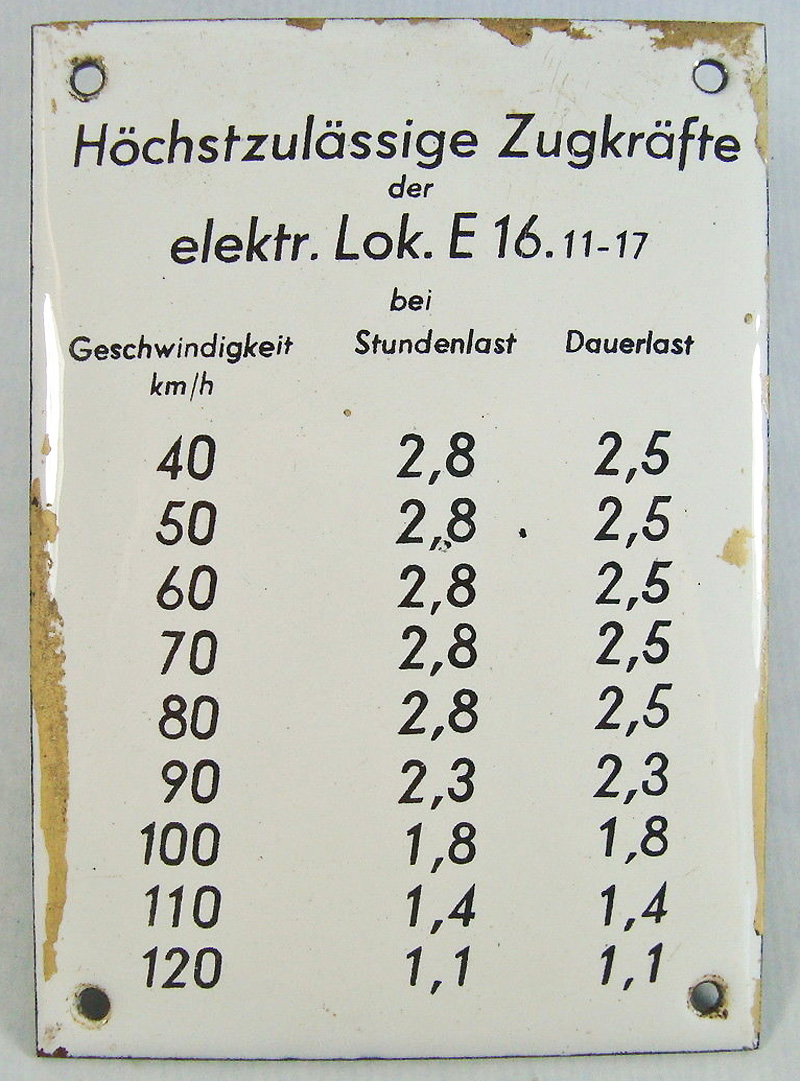 Höchstzulässige Zugkräfte
der
elektr. Lok. E 16. 11-17
bei
Geschwindigkeit Stundenlast Dauerlast
km/h
40 2,8 2,5
50 2,8 2,5
60 2,8 2,5
70 2,8 2,5
80 2,8 2,5
90 2,3 2,3
100 1,8 1,8
110 1,4 1,4
120 1,1 1,1